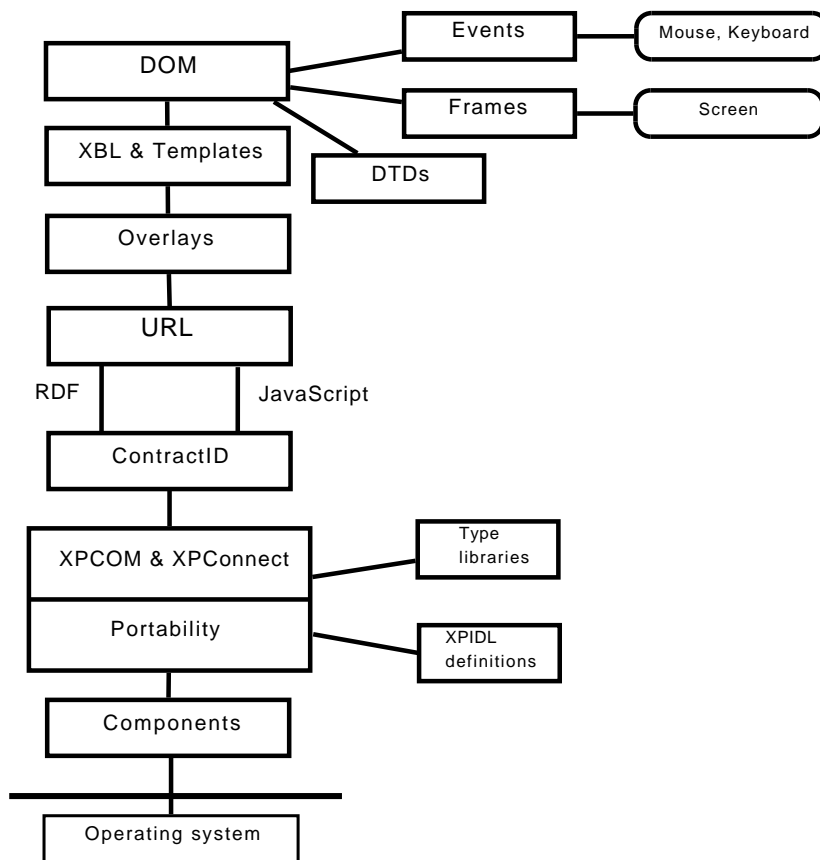 Events
Mouse, Keyboard
DOM
Frames
Screen
XBL & Templates
DTDs
Overlays
URL
RDF
JavaScript
ContractID
XPCOM & XPConnect
Type
libraries
Portability
XPIDL
definitions
Components
Operating system